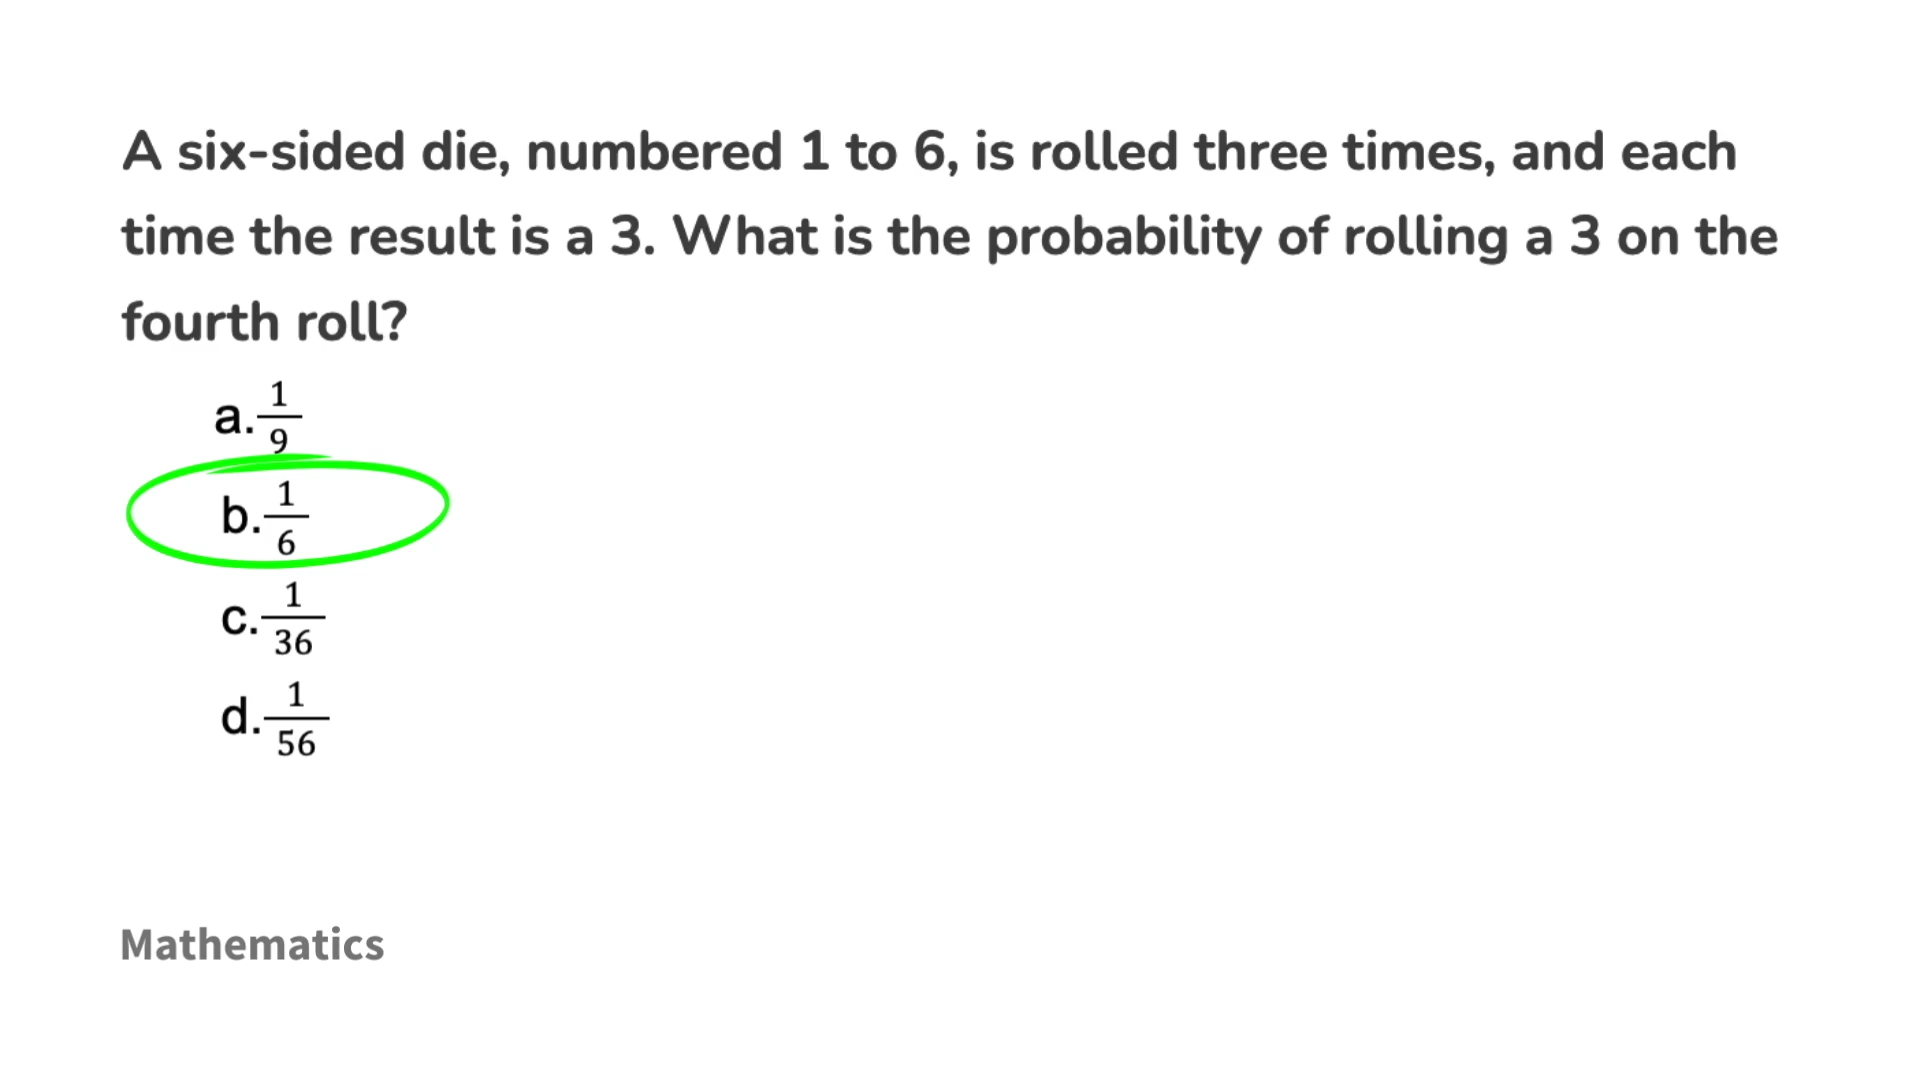 A six-sided die, numbered 1 to 6, is rolled three times, and each
time the result is a 3. What is the probability of rolling a 3 on the
fourth roll?
a. 1/9
b. 1/6
c. 1/36
d. 1/56
Mathematics